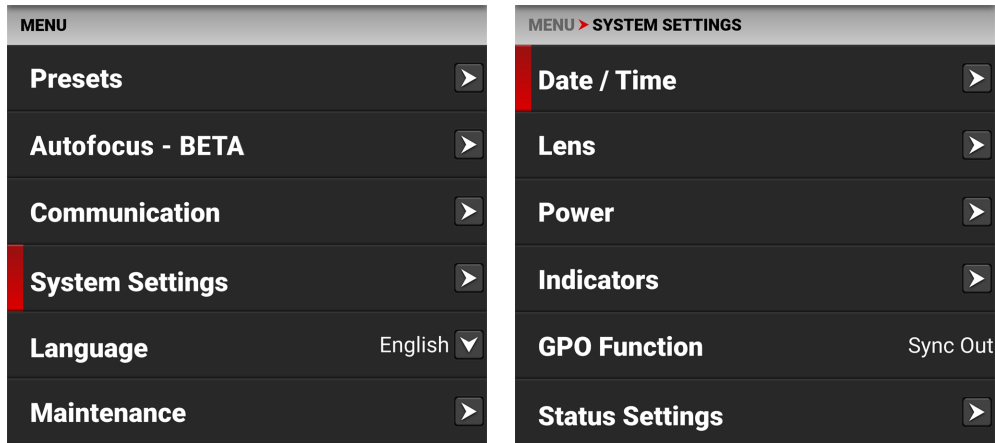 MENU
Presets
Autofocus - BETA
Communication
System Settings
Language English
Maintenance
MENU SYSTEM SETTINGS
Date / Time
Lens
Power
Indicators
GPO Function Sync Out
Status Settings